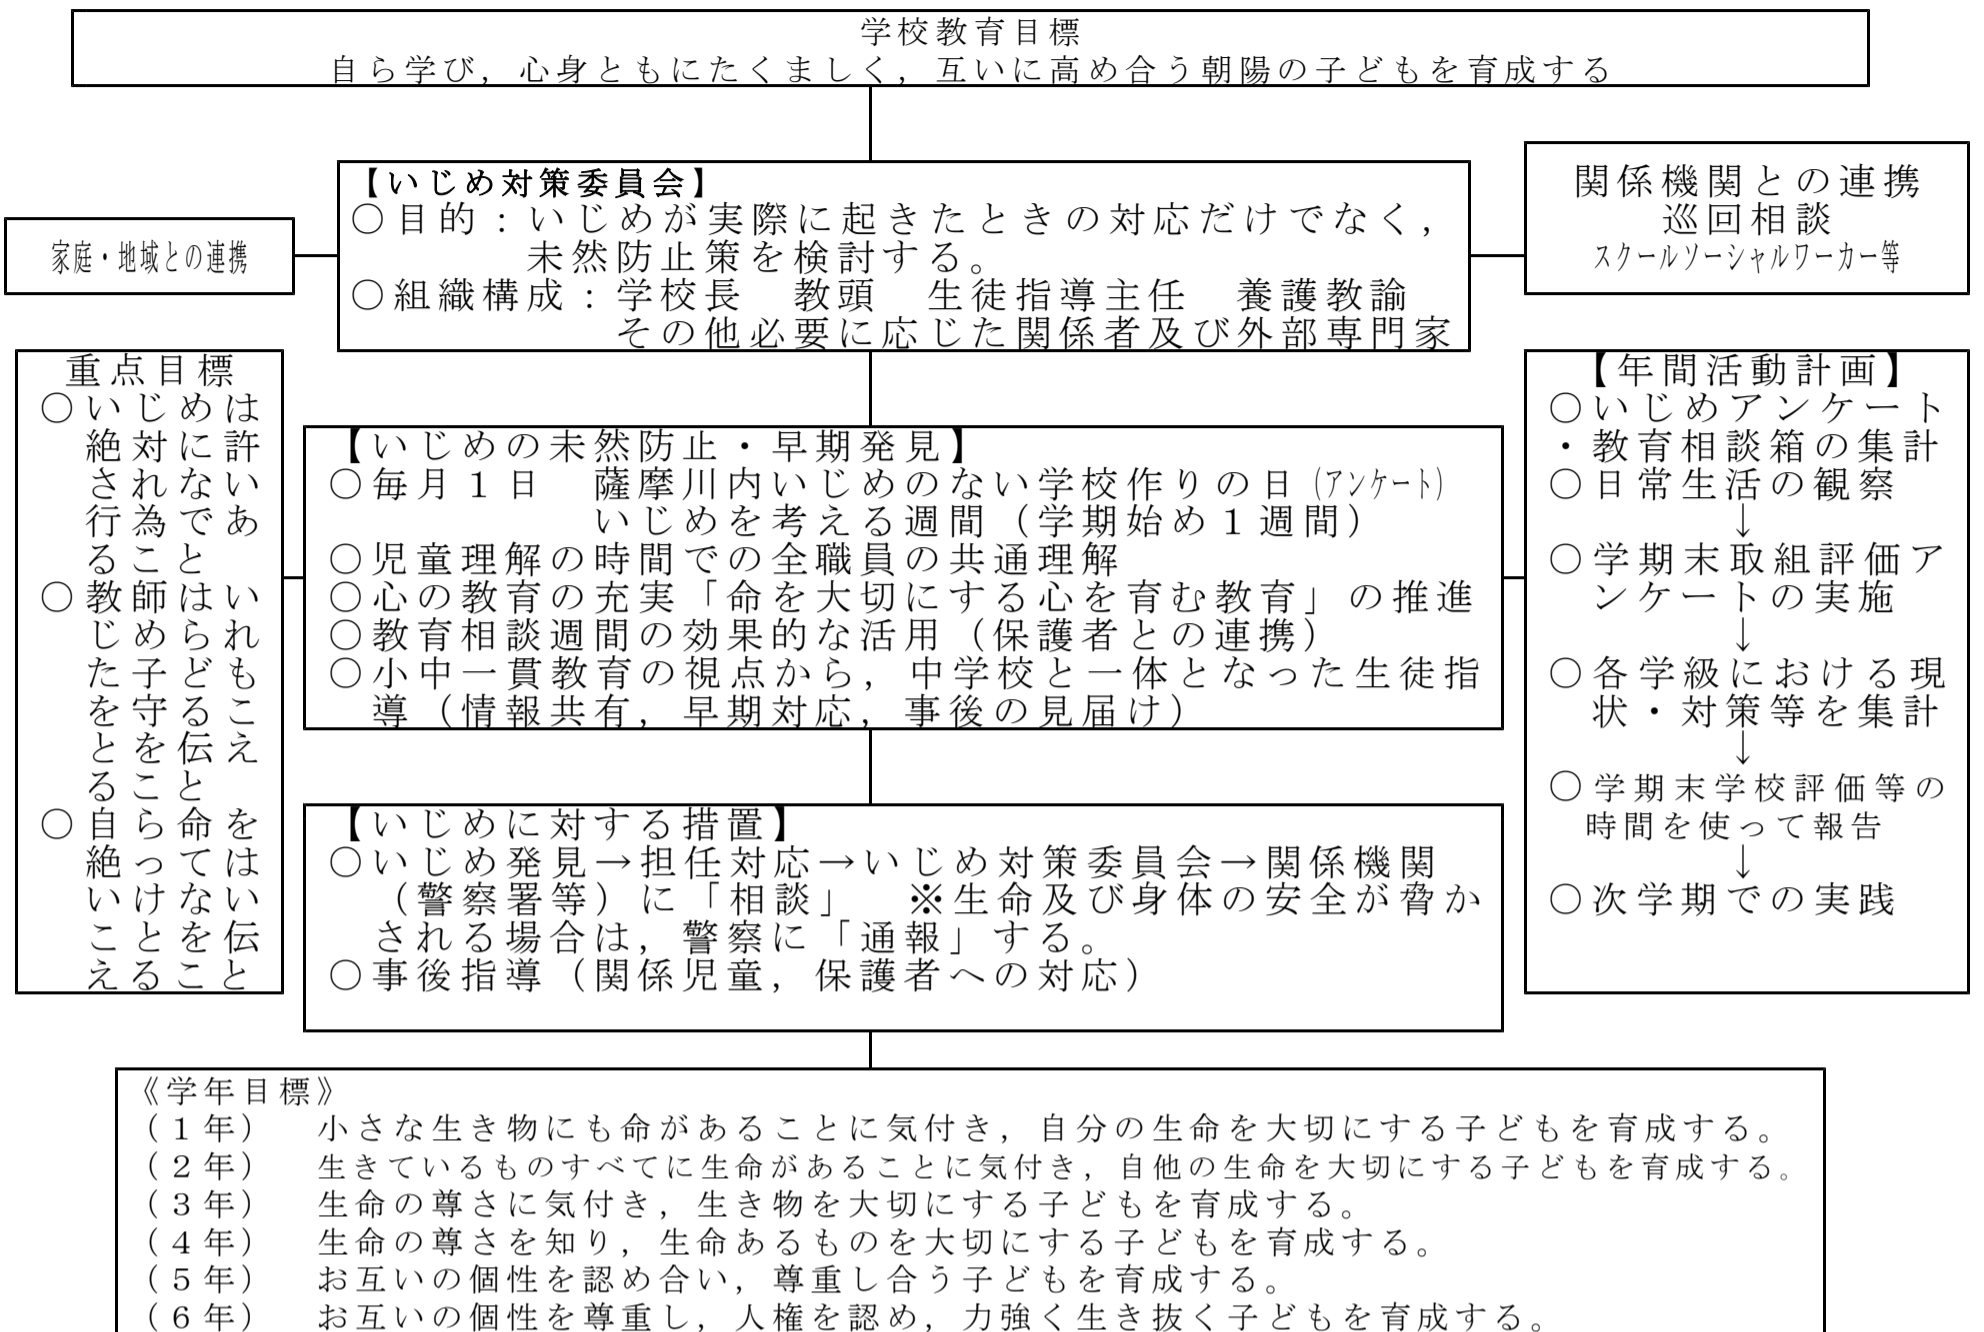 学校教育目標
自ら学び，心身ともにたくましく，互いに高め合う朝陽の子どもを育成する
【いじめ対策委員会】
○目的：いじめが実際に起きたときの対応だけでなく，
未然防止策を検討する。
○組織構成：学校長　教頭　生徒指導主任　養護教諭
その他必要に応じた関係者及び外部専門家
家庭・地域との連携
関係機関との連携
巡回相談
スクールソーシャルワーカー等
重点目標
○いじめは
絶対に許
されない
行為であ
ること
○教師はい
じめられ
た子ども
を守るこ
とを伝え
ること
○自ら命を
絶っては
いけない
ことを伝
えること
【いじめの未然防止・早期発見】
○毎月１日　薩摩川内いじめのない学校作りの日（アンケート）
いじめを考える週間（学期始め１週間）
○児童理解の時間での全職員の共通理解
○心の教育の充実「命を大切にする心を育む教育」の推進
○教育相談週間の効果的な活用（保護者との連携）
○小中一貫教育の視点から，中学校と一体となった生徒指
導（情報共有，早期対応，事後の見届け）
【年間活動計画】
○いじめアンケート
・教育相談箱の集計
○日常生活の観察
↓
○学期末取組評価ア
ンケートの実施
↓
○各学級における現
状・対策等を集計
↓
○学期末学校評価等の
時間を使って報告
↓
○次学期での実践
【いじめに対する措置】
○いじめ発見→担任対応→いじめ対策委員会→関係機関
（警察署等）に「相談」　※生命及び身体の安全が脅か
される場合は，警察に「通報」する。
○事後指導（関係児童，保護者への対応）
《学年目標》
（１年）　小さな生き物にも命があることに気付き，自分の生命を大切にする子どもを育成する。
（２年）　生きているものすべてに生命があることに気付き，自他の生命を大切にする子どもを育成する。
（３年）　生命の尊さに気付き，生き物を大切にする子どもを育成する。
（４年）　生命の尊さを知り，生命あるものを大切にする子どもを育成する。
（５年）　お互いの個性を認め合い，尊重し合う子どもを育成する。
（６年）　お互いの個性を尊重し，人権を認め，力強く生き抜く子どもを育成する。